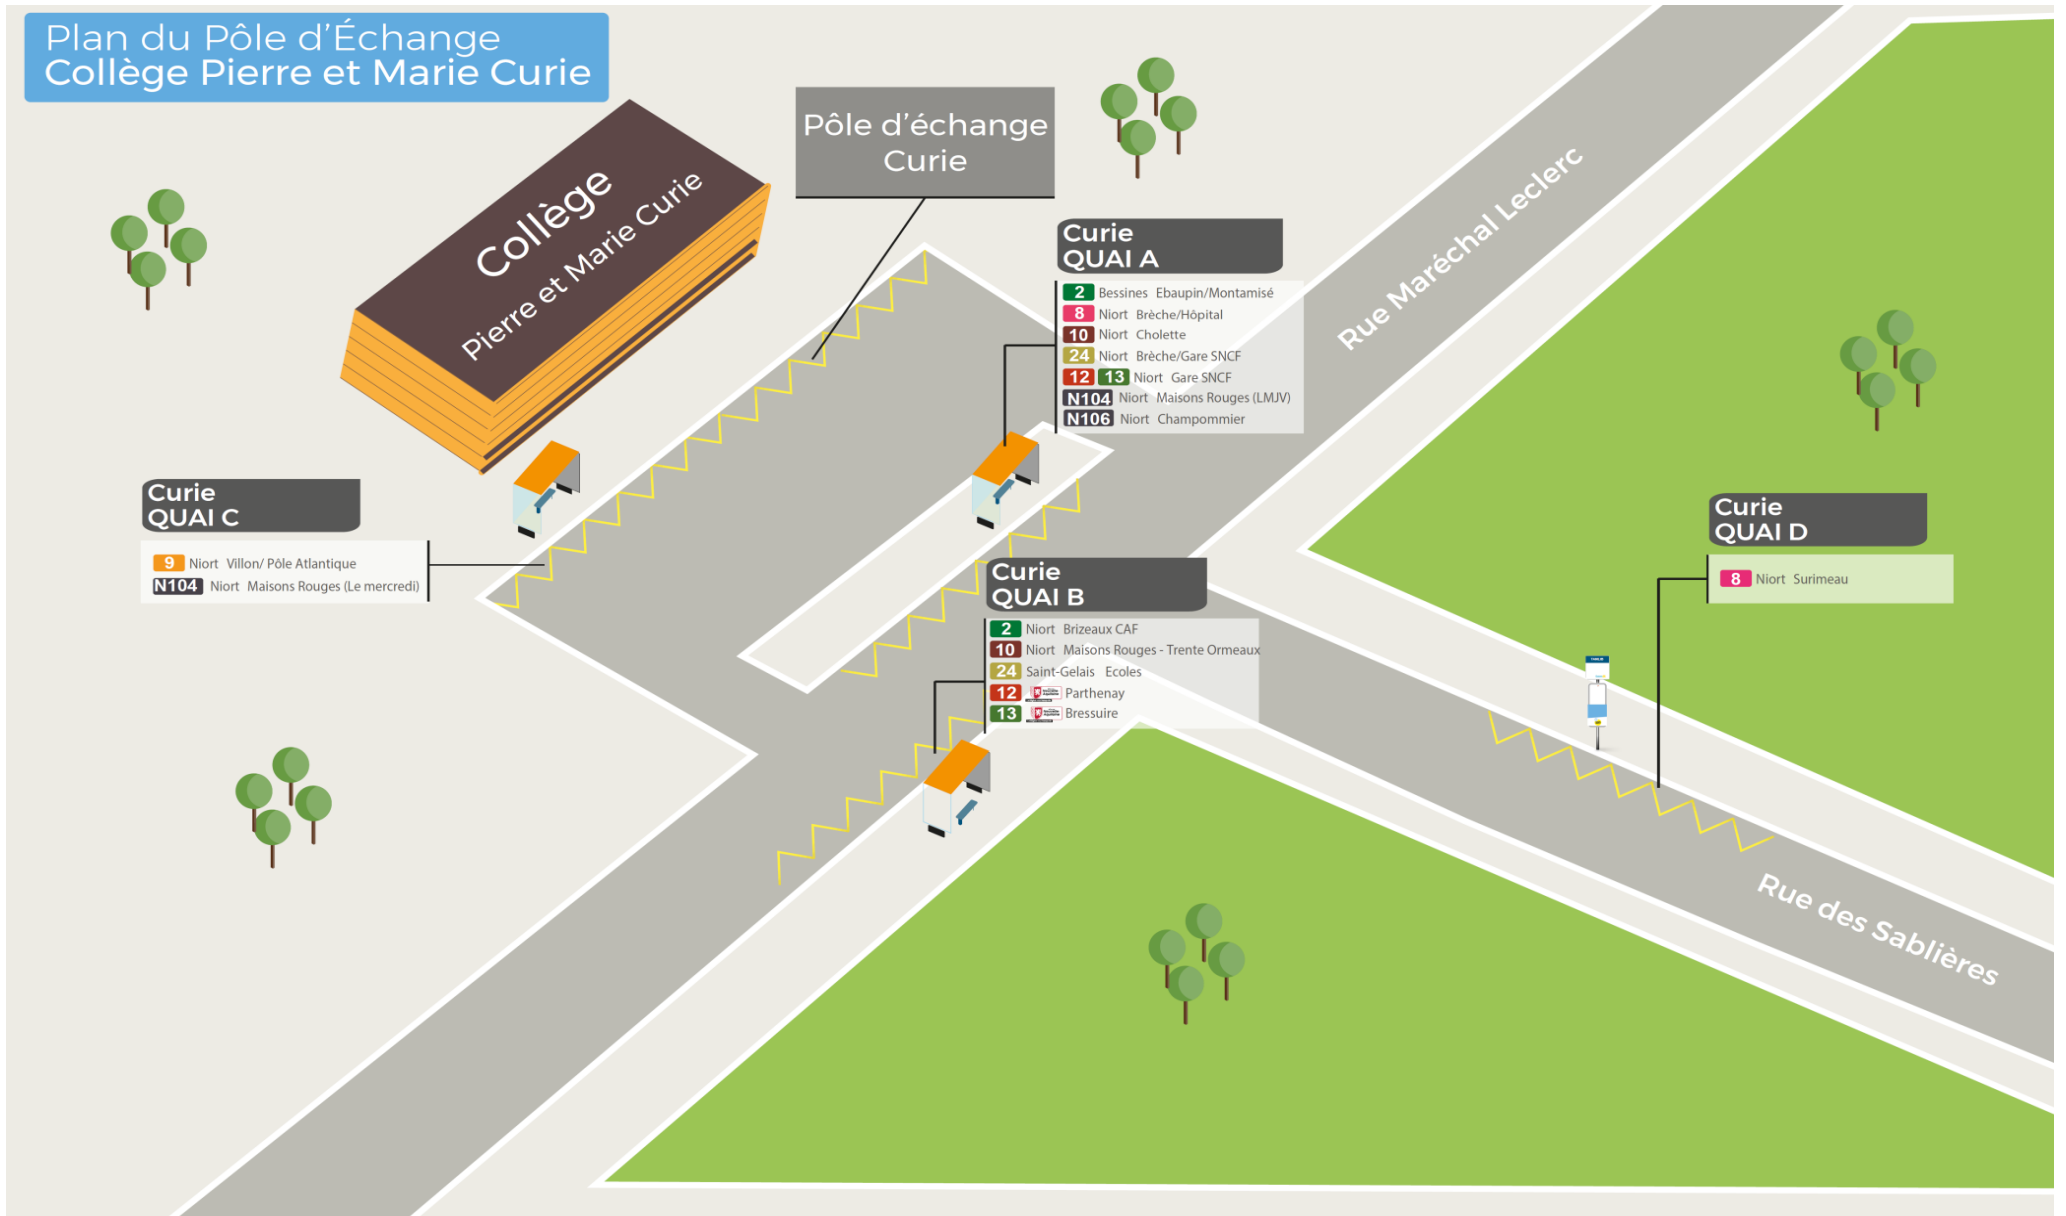 Plan du Pôle d'Échange
Collège Pierre et Marie Curie
Pôle d'échange
Curie
Collège
Pierre et Marie Curie
Rue Maréchal Leclerc
Curie
QUAI A
2 Bessines Ebaupin/Montamisé
8 Niort Brèche/Hôpital
10 Niort Cholette
24 Niort Brèche/Gare SNCF
12 13 Niort Gare SNCF
N104 Niort Maisons Rouges (LMJV)
N106 Niort Champommier
Curie
QUAI C
9 Niort Villon/ Pôle Atlantique
N104 Niort Maisons Rouges (Le mercredi)
Curie
QUAI D
8 Niort Surimeau
Curie
QUAI B
2 Niort Brizeaux CAF
10 Niort Maisons Rouges - Trente Ormeaux
24 Saint-Gelais Ecoles
12 Parthenay
13 Bressuire
Rue des Sablières